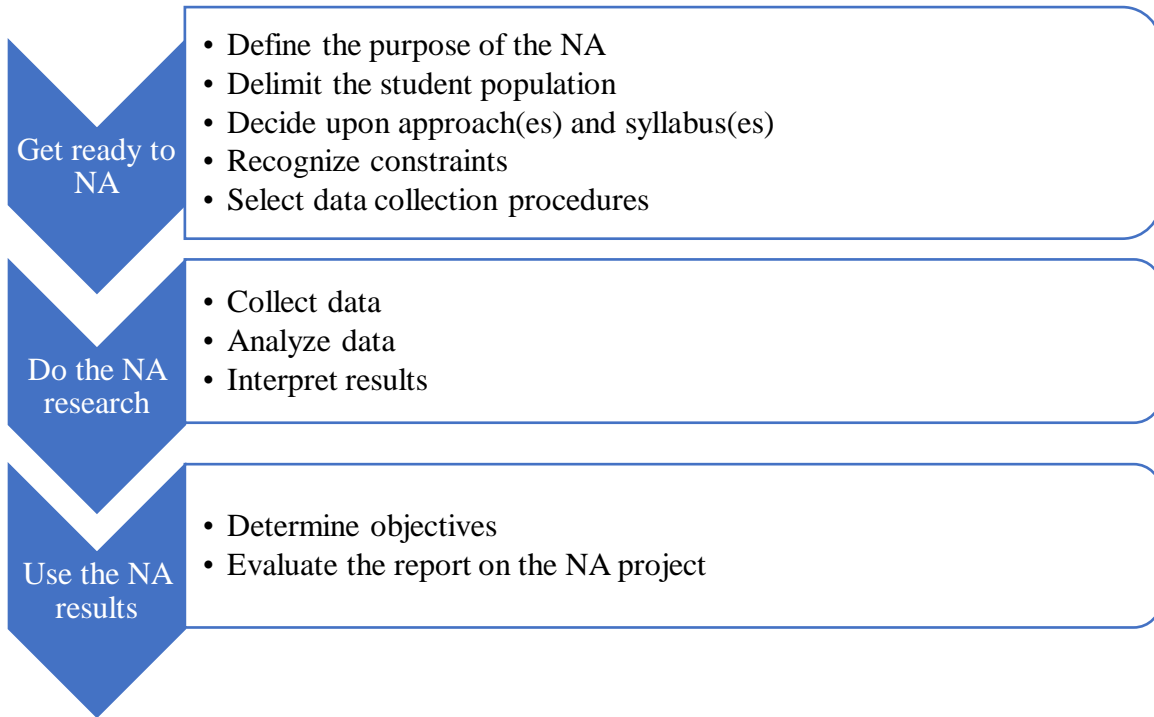 Get ready to
NA
• Define the purpose of the NA
• Delimit the student population
• Decide upon approach(es) and syllabus(es)
• Recognize constraints
• Select data collection procedures
Do the NA
research
• Collect data
• Analyze data
• Interpret results
Use the NA
results
• Determine objectives
• Evaluate the report on the NA project